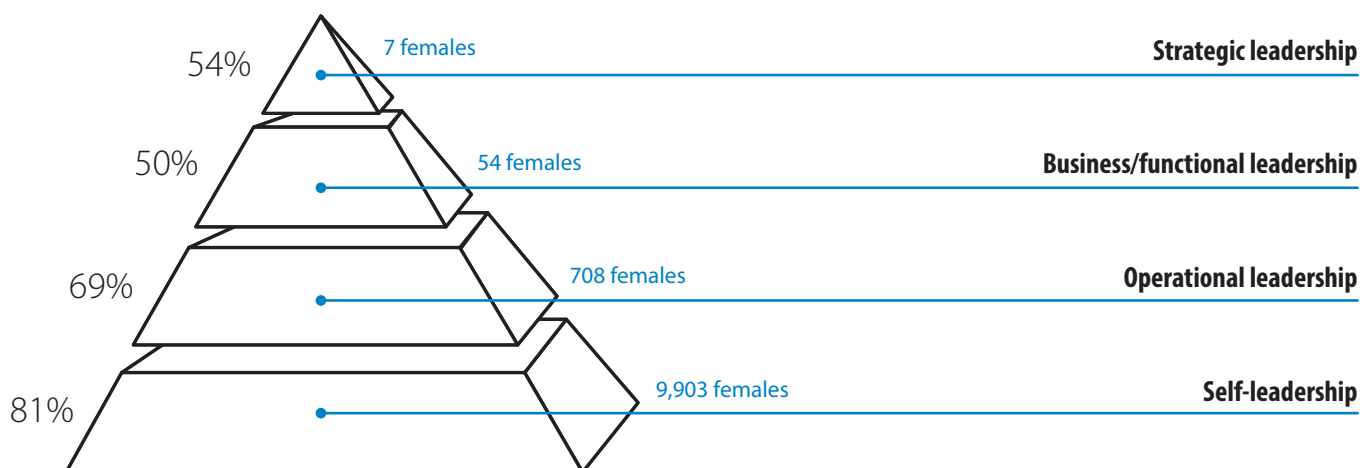 54%
7 females
Strategic leadership
50%
54 females
Business/functional leadership
69%
708 females
Operational leadership
81%
9,903 females
Self-leadership